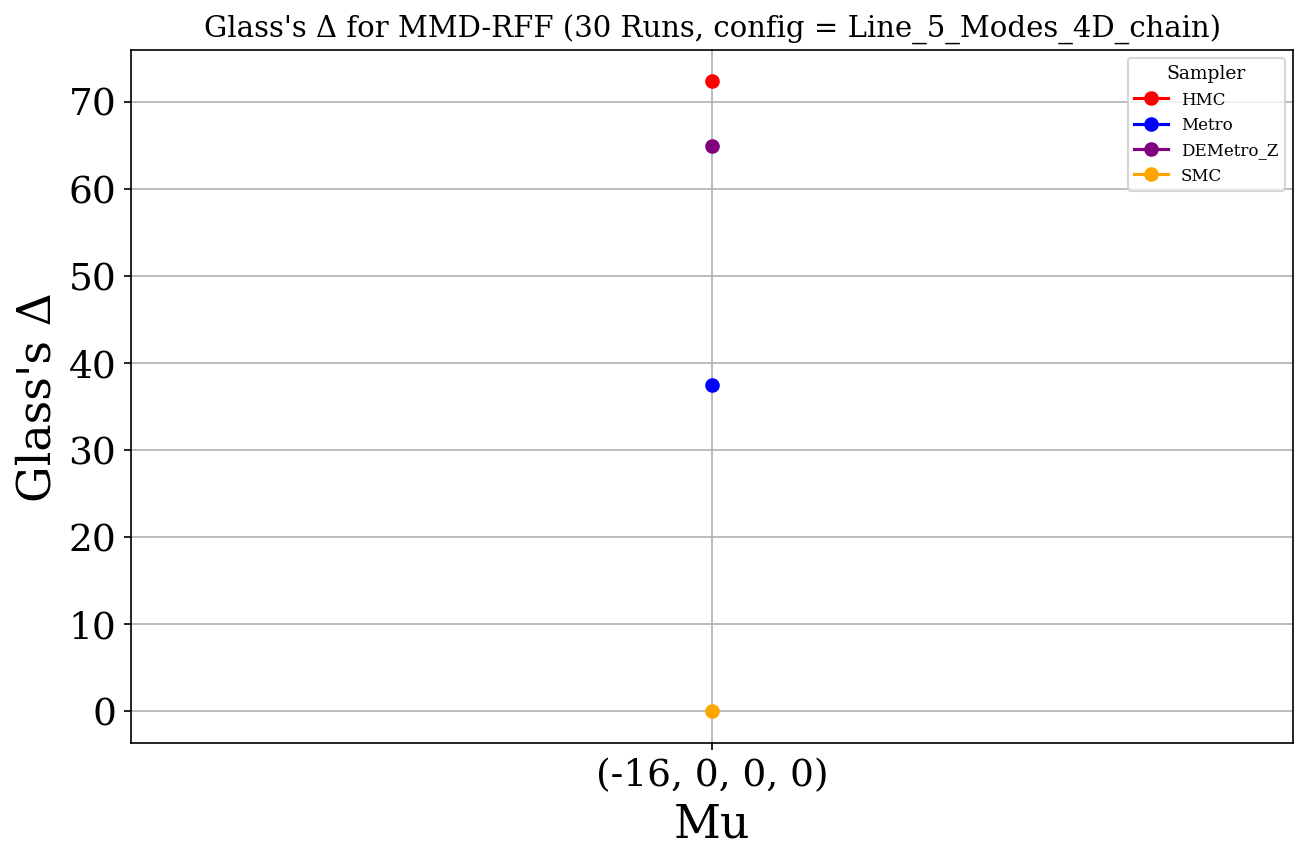 Glass's Δ for MMD-RFF (30 Runs, config = Line_5_Modes_4D_chain)
Sampler
HMC
Metro
DEMetro_Z
SMC
Glass's Δ
70
60
50
40
30
20
10
0
(-16, 0, 0, 0)
Mu